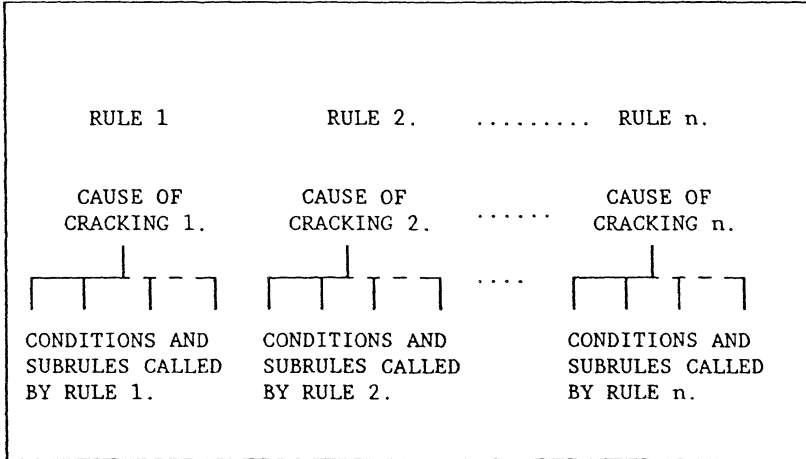 RULE 1 RULE 2. ......... RULE n.
CAUSE OF CAUSE OF CAUSE OF
CRACKING 1. CRACKING 2. ...... CRACKING n.
....
CONDITIONS AND CONDITIONS AND CONDITIONS AND
SUBRULES CALLED SUBRULES CALLED SUBRULES CALLED
BY RULE 1. BY RULE 2. BY RULE n.